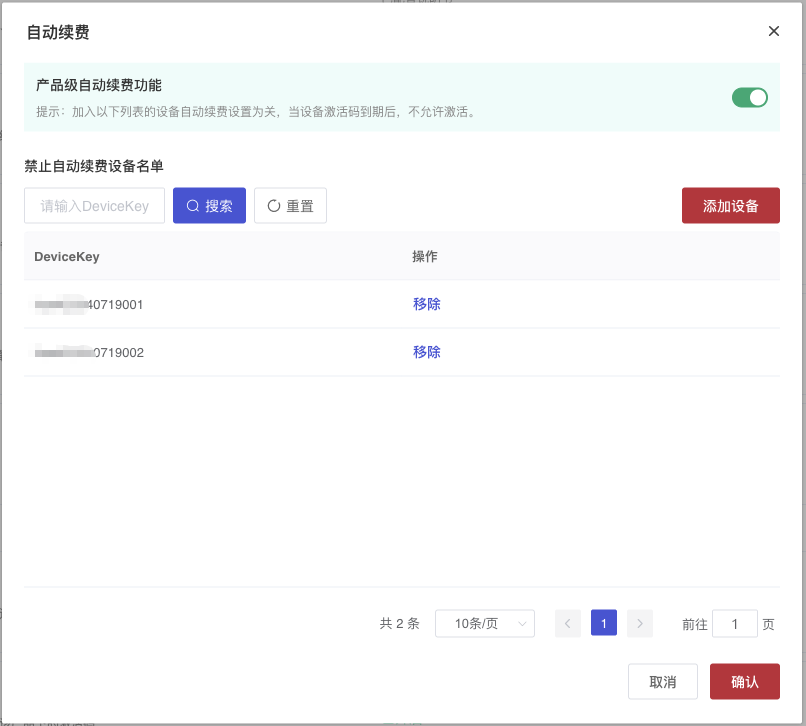 自动续费
产品级自动续费功能
提示：加入以下列表的设备自动续费设置为关，当设备激活码到期后，不允许激活。
禁止自动续费设备名单
请输入DeviceKey 搜索 重置 添加设备
DeviceKey 操作
40719001 移除
0719002 移除
共 2 条 10条/页 1 前往 1 页
取消 确认